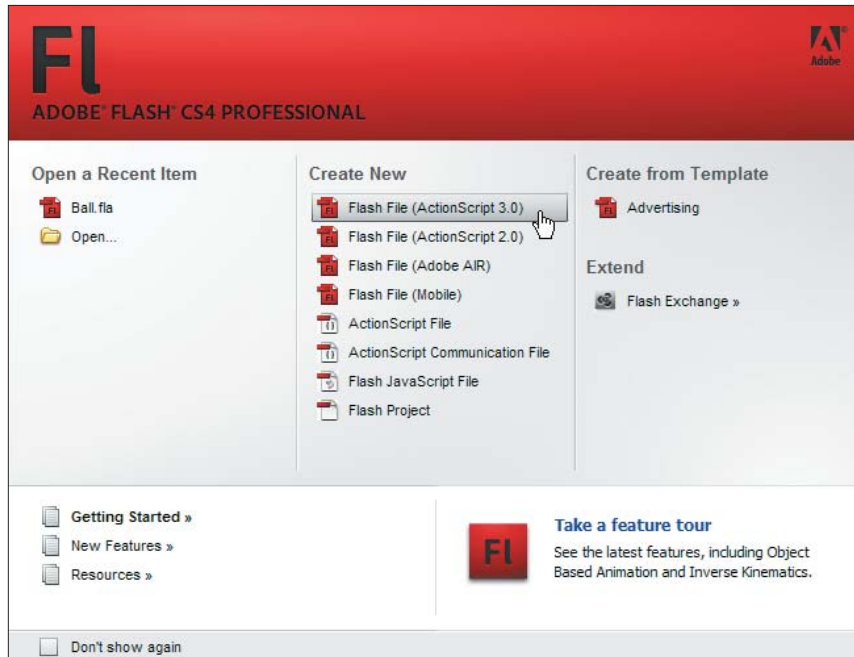 Fl
Adobe
ADOBE® FLASH® CS4 PROFESSIONAL
Open a Recent Item
Ball.fla
Open...
Create New
Flash File (ActionScript 3.0)
Flash File (ActionScript 2.0)
Flash File (Adobe AIR)
Flash File (Mobile)
ActionScript File
ActionScript Communication File
Flash JavaScript File
Flash Project
Create from Template
Advertising
Extend
Flash Exchange »
Getting Started »
New Features »
Resources »
Fl
Take a feature tour
See the latest features, including Object
Based Animation and Inverse Kinematics.
Don't show again